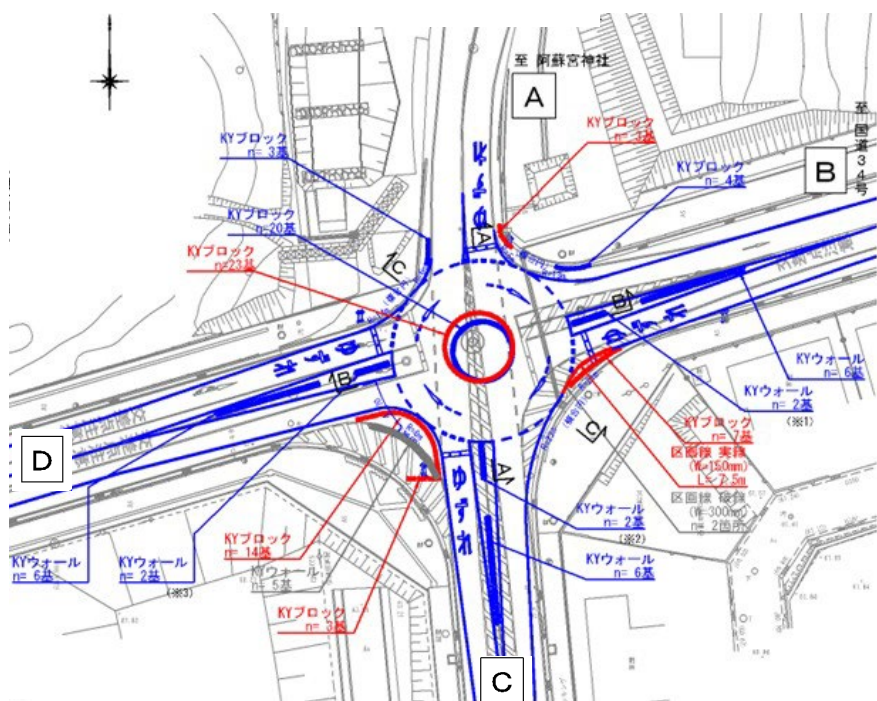 至 阿蘇宮神社
A
至 国道34号
B
KYブロック
n= 3基
KYブロック
n= 3基
KYブロック
n= 4基
KYブロック
n=20基
KYブロック
n=23基
ゆずれ
A
C
B
ゆずれ
ゆずれ
B
KYウォール
n= 6基
KYウォール
n= 2基
(※1)
KYブロック
n= 7基
区画線 実線
(W=150mm)
L= 7.5m
区画線 破線
(W=300mm)
n= 2箇所
C
D
A
ゆずれ
KYウォール
n= 2基
(※2)
KYウォール
n= 6基
KYブロック
n= 14基
KYウォール
n= 6基
KYウォール
n= 2基
(※3)
KYウォール
n= 5基
KYブロック
n= 3基
C